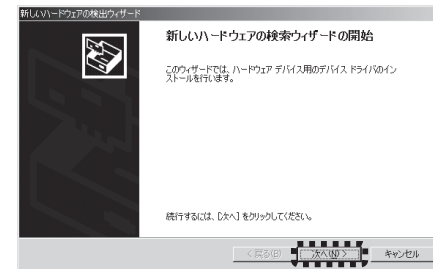 新しいハードウェアの検出ウィザード
新しいハードウェアの検索ウィザードの開始
このウィザードでは、ハードウェア デバイス用のデバイス ドライバのイン
ストールを行います。
続行するには、[次へ] をクリックしてください。
< 戻る(B)
次へ(N) >
キャンセル